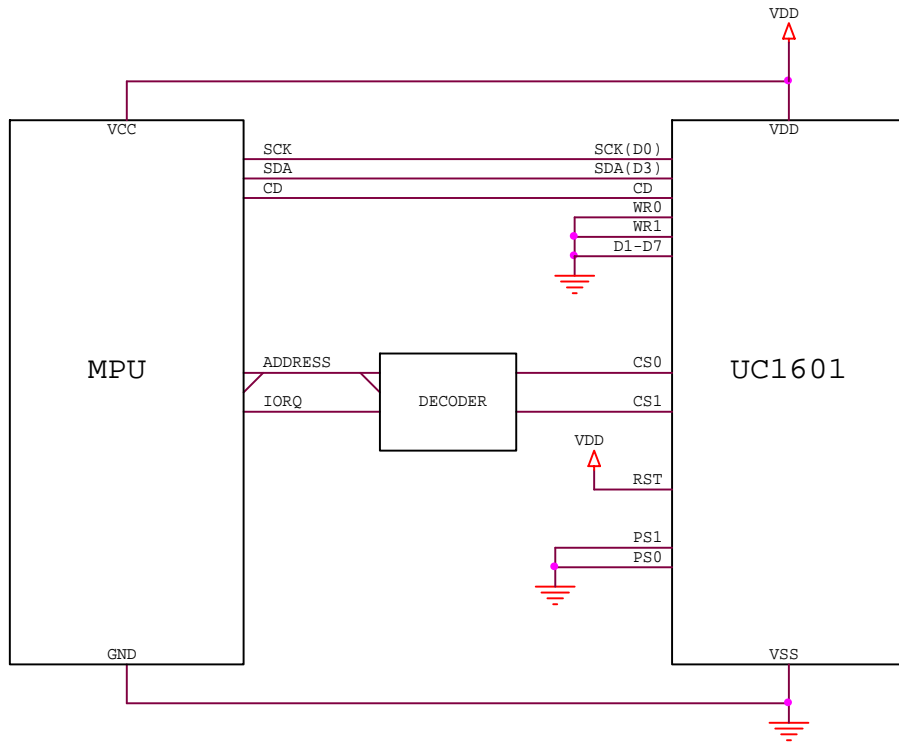 VDD
VCC VDD
SCK SCK(D0)
SDA SDA(D3)
CD CD
WR0
WR1
D1-D7
ADDRESS CS0
MPU UC1601
IORQ DECODER CS1
VDD
RST
PS1
PS0
GND VSS